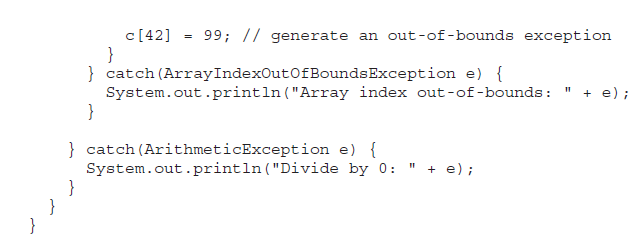 c[42] = 99; // generate an out-of-bounds exception
}
} catch(ArrayIndexOutOfBoundsException e) {
System.out.println("Array index out-of-bounds: " + e);
}
} catch(ArithmeticException e) {
System.out.println("Divide by 0: " + e);
}
}
}